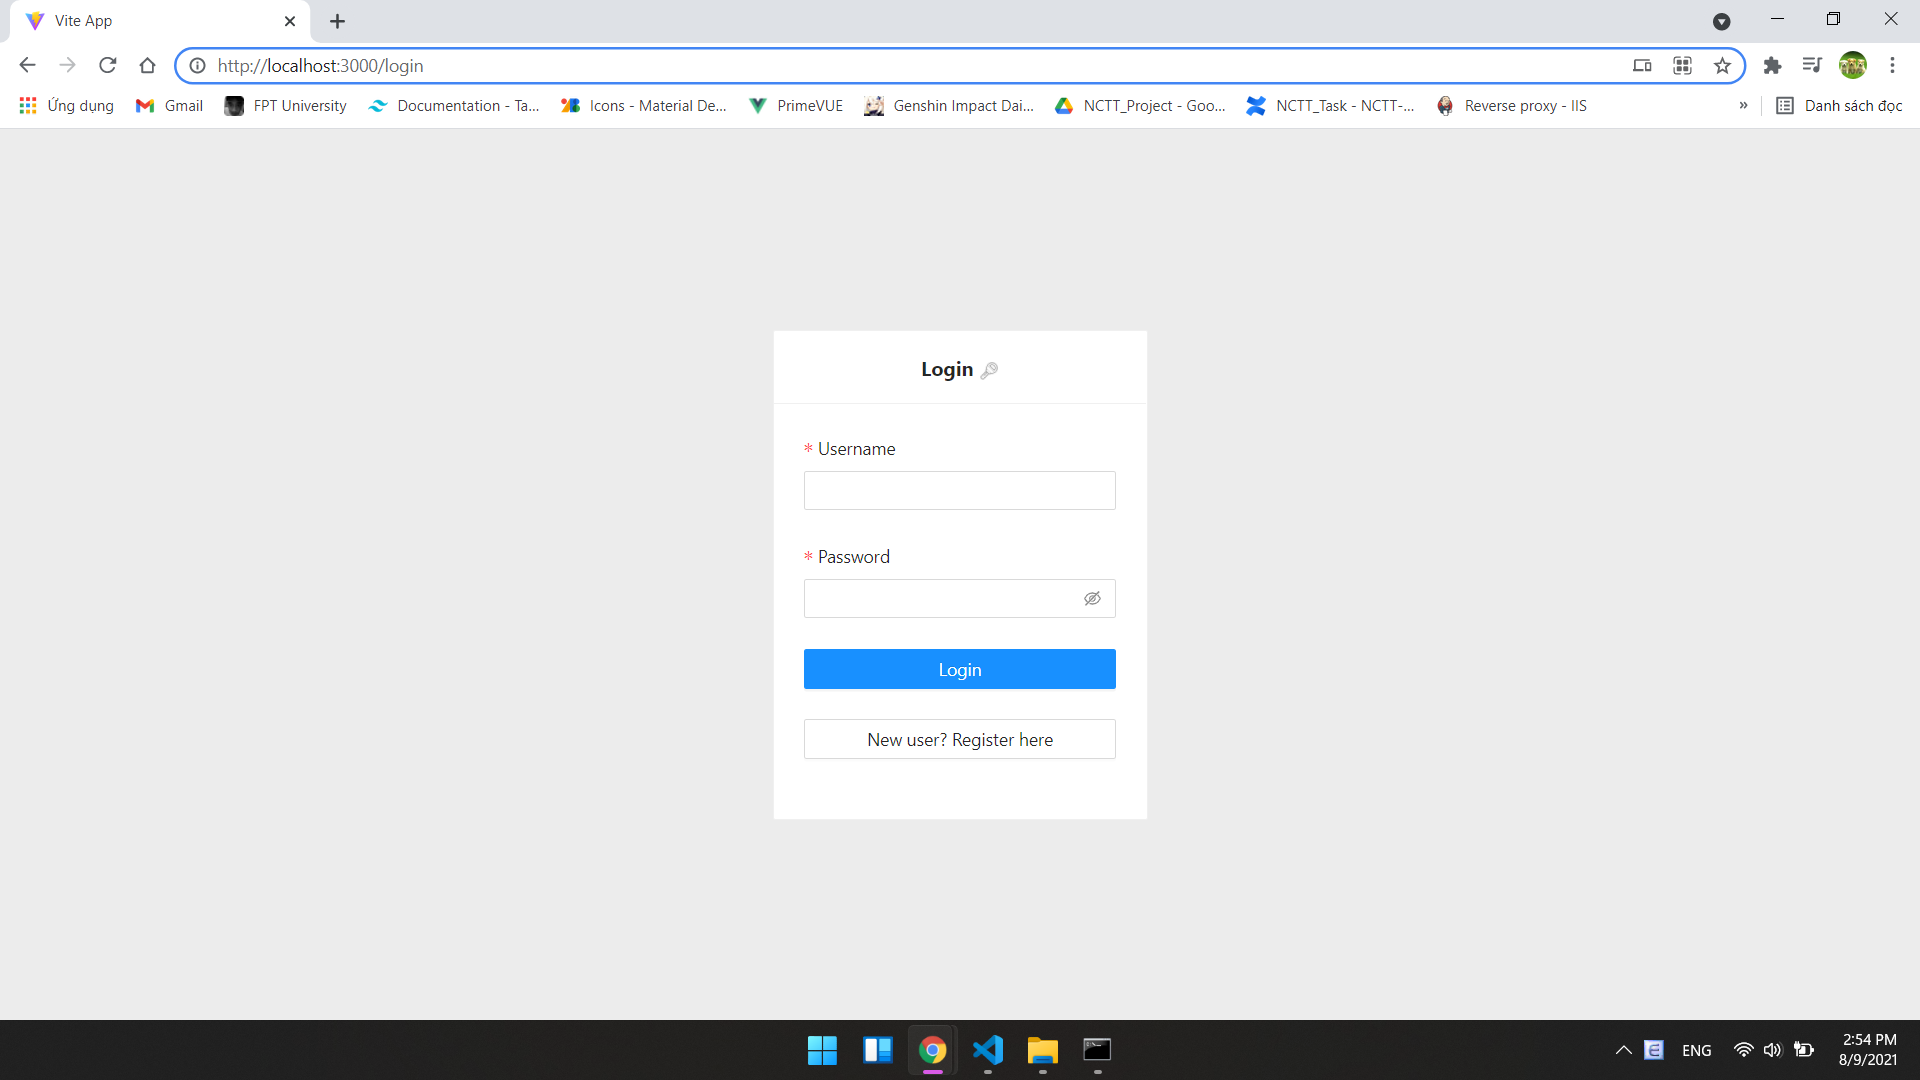 Vite App
http://localhost:3000/login
Ứng dụng Gmail FPT University Documentation - Ta... Icons - Material De... PrimeVUE Genshin Impact Dai... NCTT_Project - Goo... NCTT_Task - NCTT-... Reverse proxy - IIS » Danh sách đọc
Login
* Username
* Password
Login
New user? Register here
ENG
2:54 PM
8/9/2021